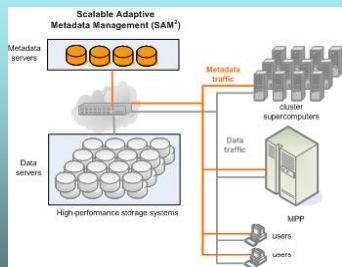 Scalable Adaptive
Metadata Management (SAM²)
Metadata
servers
Metadata
traffic
cluster
supercomputers
Data
servers
Data
traffic
MPP
High-performance storage systems
users
users